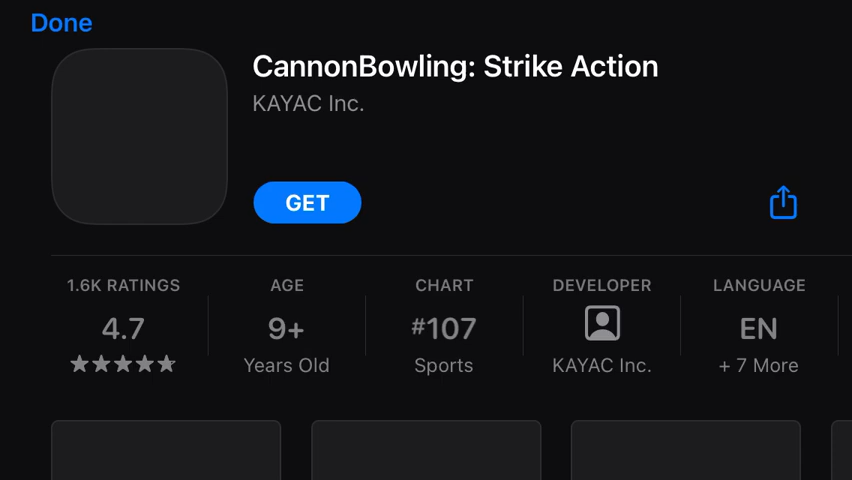 Done
CannonBowling: Strike Action
KAYAC Inc.
GET
1.6K RATINGS
4.7
AGE
9+
Years Old
CHART
#107
Sports
DEVELOPER
KAYAC Inc.
LANGUAGE
EN
+ 7 More